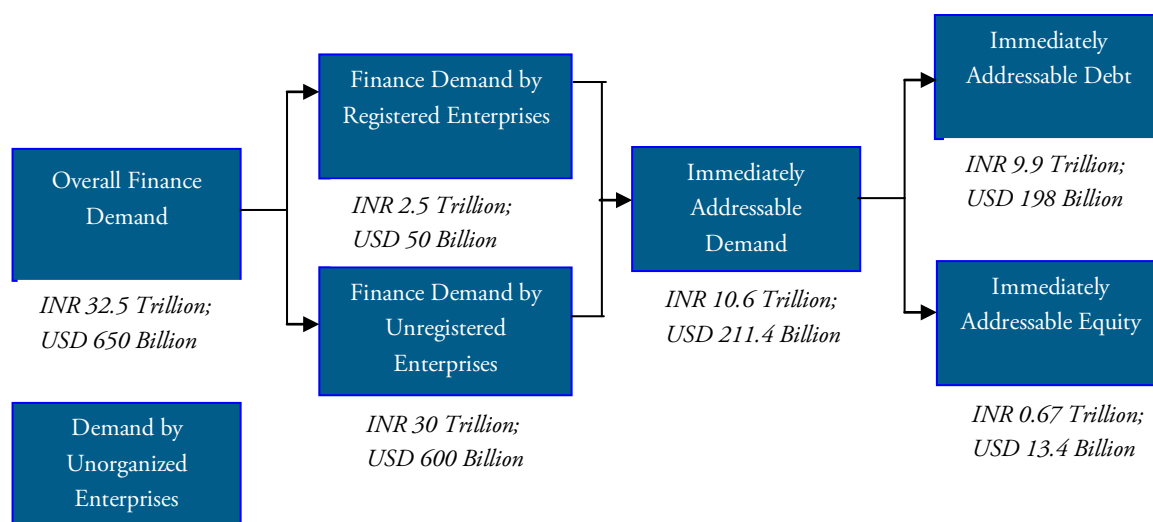 Overall Finance
Demand
INR 32.5 Trillion;
USD 650 Billion
Demand by
Unorganized
Enterprises
Finance Demand by
Registered Enterprises
INR 2.5 Trillion;
USD 50 Billion
Finance Demand by
Unregistered
Enterprises
INR 30 Trillion;
USD 600 Billion
Immediately
Addressable
Demand
INR 10.6 Trillion;
USD 211.4 Billion
Immediately
Addressable Debt
INR 9.9 Trillion;
USD 198 Billion
Immediately
Addressable Equity
INR 0.67 Trillion;
USD 13.4 Billion